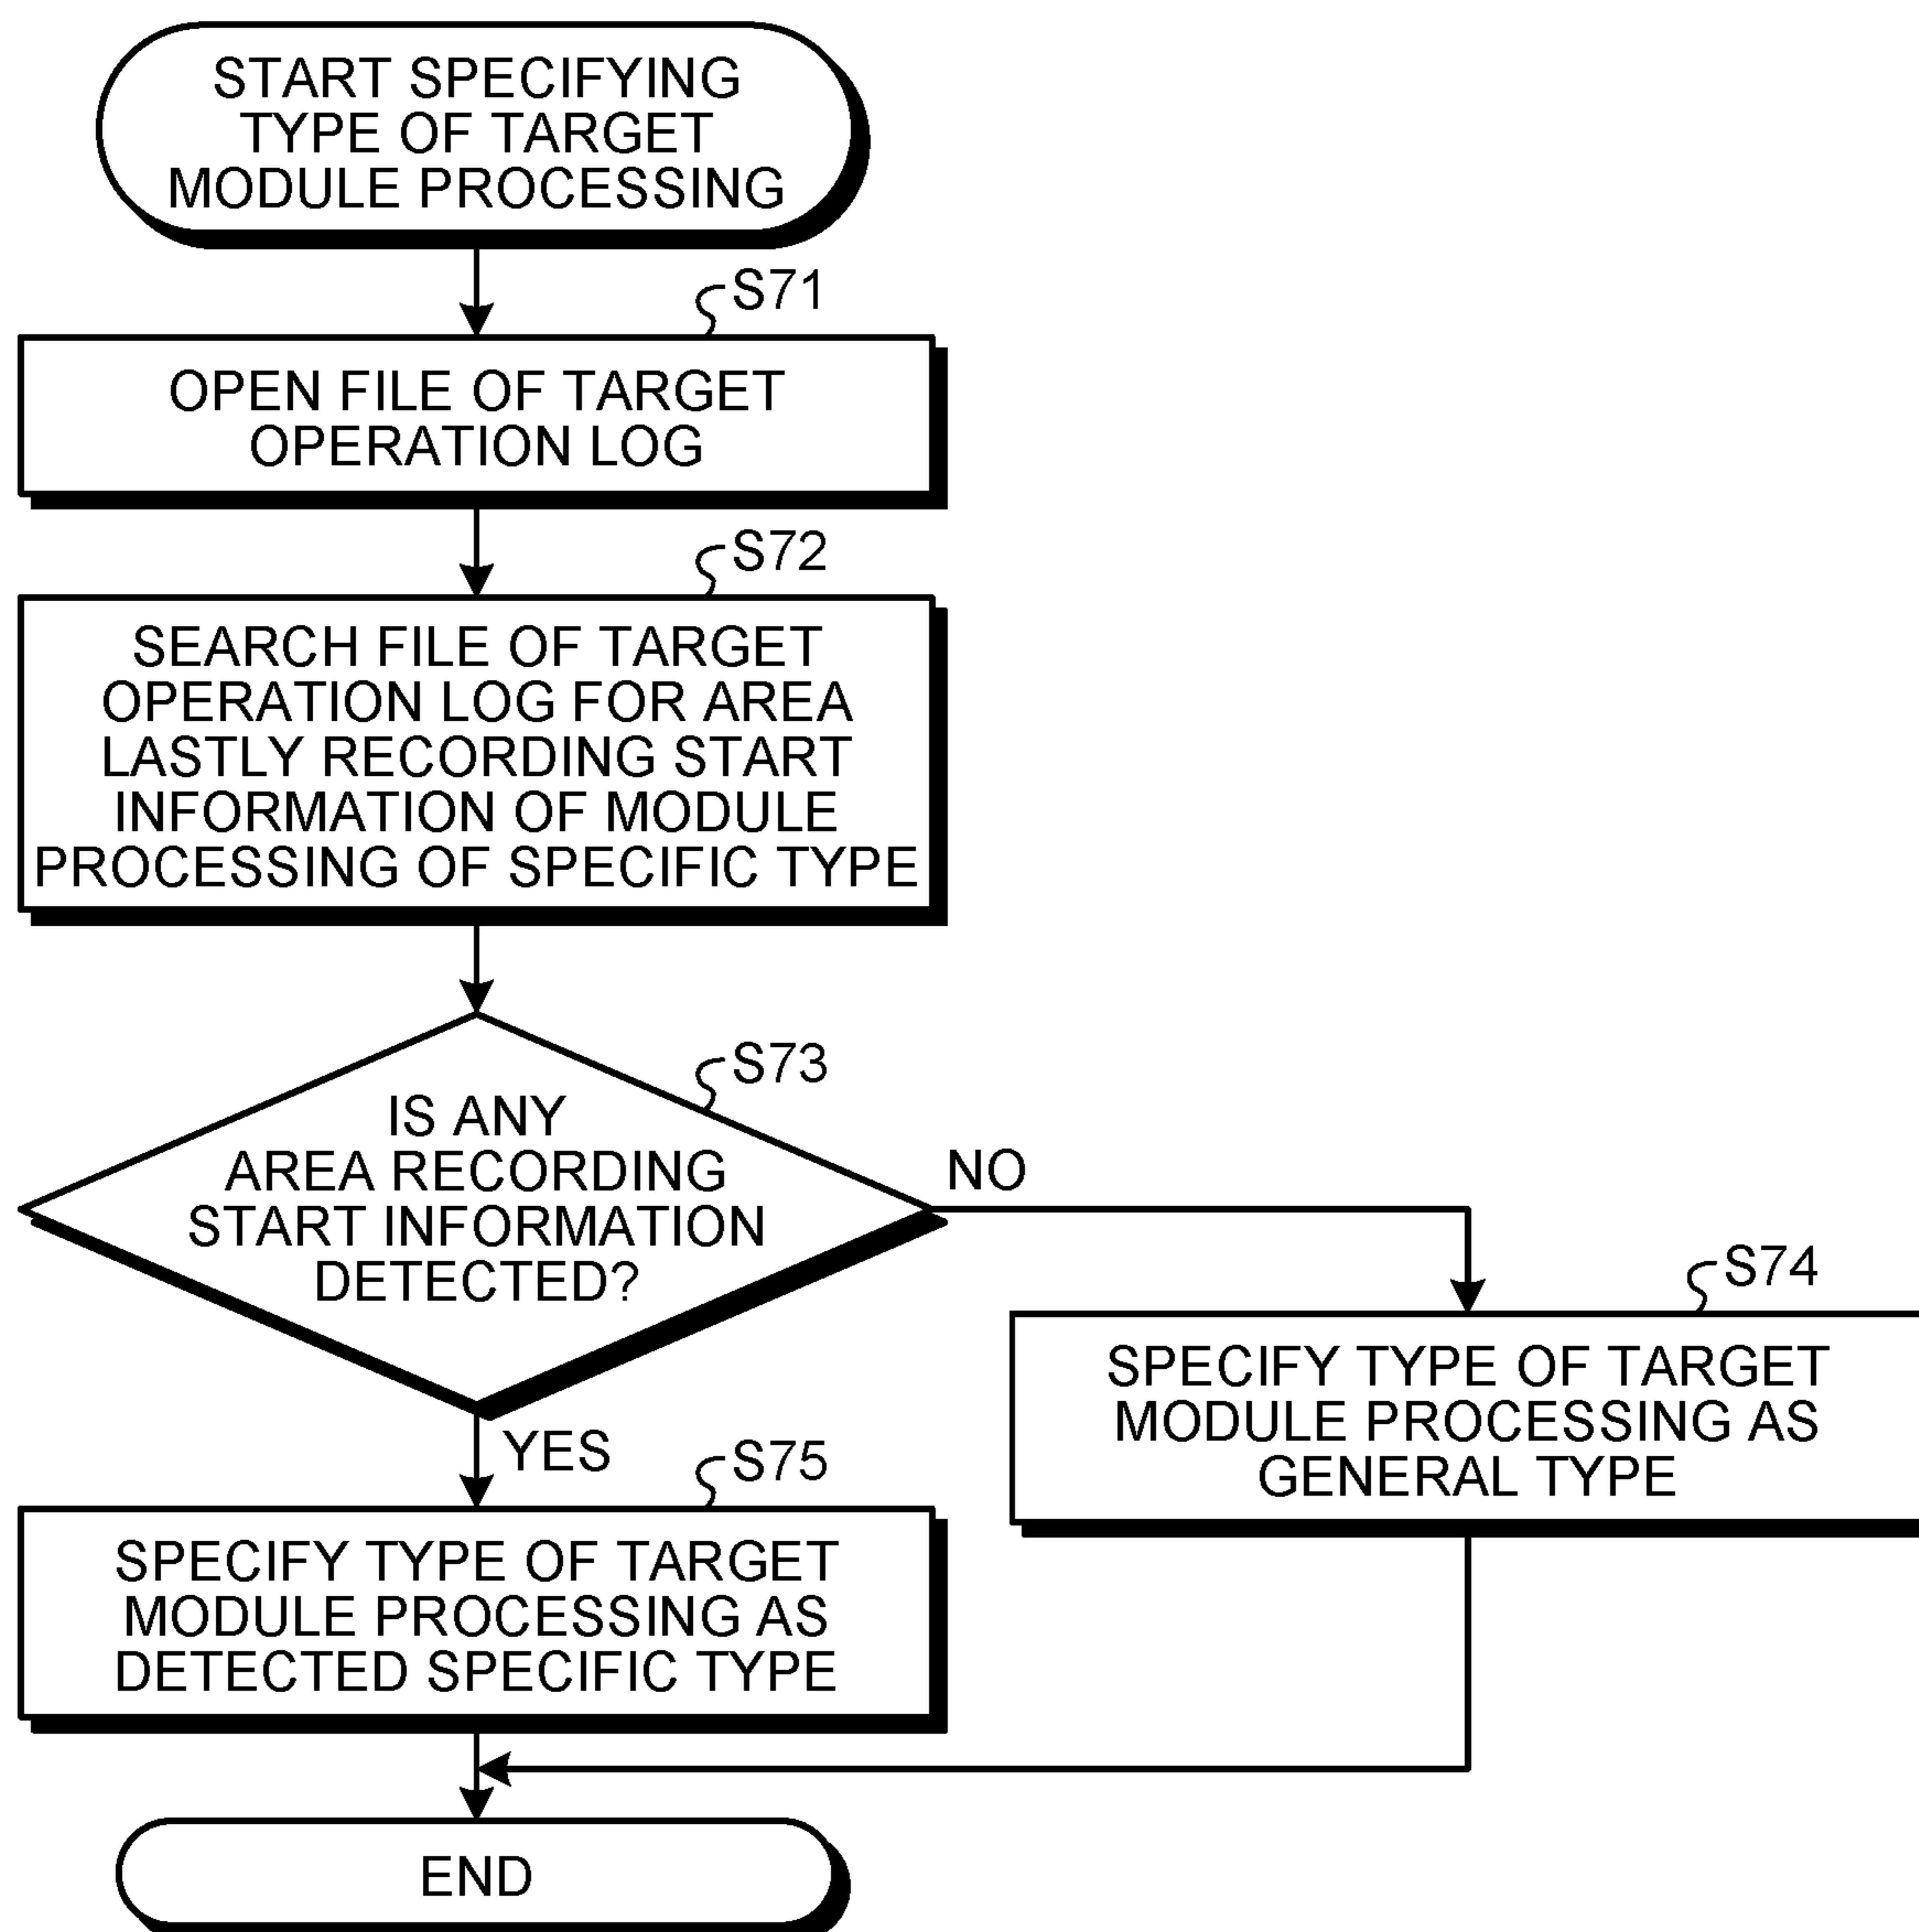 START SPECIFYING
TYPE OF TARGET
MODULE PROCESSING
S71
OPEN FILE OF TARGET
OPERATION LOG
S72
SEARCH FILE OF TARGET
OPERATION LOG FOR AREA
LASTLY RECORDING START
INFORMATION OF MODULE
PROCESSING OF SPECIFIC TYPE
S73
IS ANY
AREA RECORDING
START INFORMATION
DETECTED?
NO
S74
SPECIFY TYPE OF TARGET
MODULE PROCESSING AS
GENERAL TYPE
YES
S75
SPECIFY TYPE OF TARGET
MODULE PROCESSING AS
DETECTED SPECIFIC TYPE
END